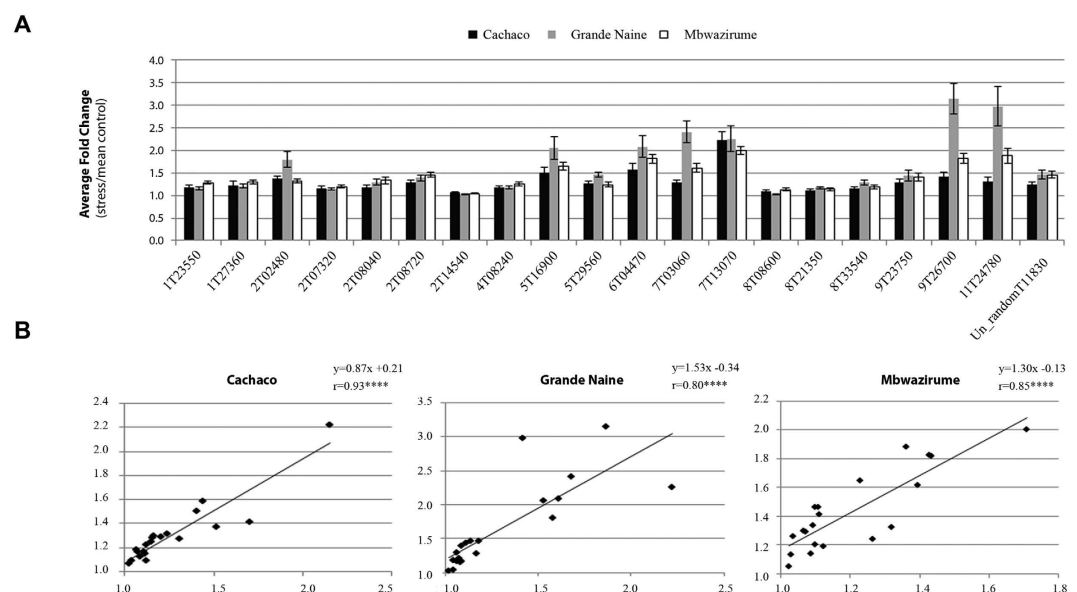 A
Cachaco Grande Naine Mbwazirume
Average Fold Change
(stress/mean control)
4.0
3.5
3.0
2.5
2.0
1.5
1.0
0.5
0.0
1T23550 1T27360 2T02480 2T07320 2T08040 2T08720 2T14540 4T08240 5T16900 5T29560 6T04470 7T03060 7T13070 8T08600 8T21350 8T33540 9T23750 9T26700 11T24780 Un_randomT11830
B
Cachaco
y=0.87x +0.21
r=0.93****
2.4
2.2
2.0
1.8
1.6
1.4
1.2
1.0
1.0 1.5 2.0 2.5
Grande Naine
y=1.53x -0.34
r=0.80****
3.5
3.0
2.5
2.0
1.5
1.0
1.0 1.5 2.0 2.5
Mbwazirume
y=1.30x -0.13
r=0.85****
2.2
2.0
1.8
1.6
1.4
1.2
1.0
1.0 1.2 1.4 1.6 1.8